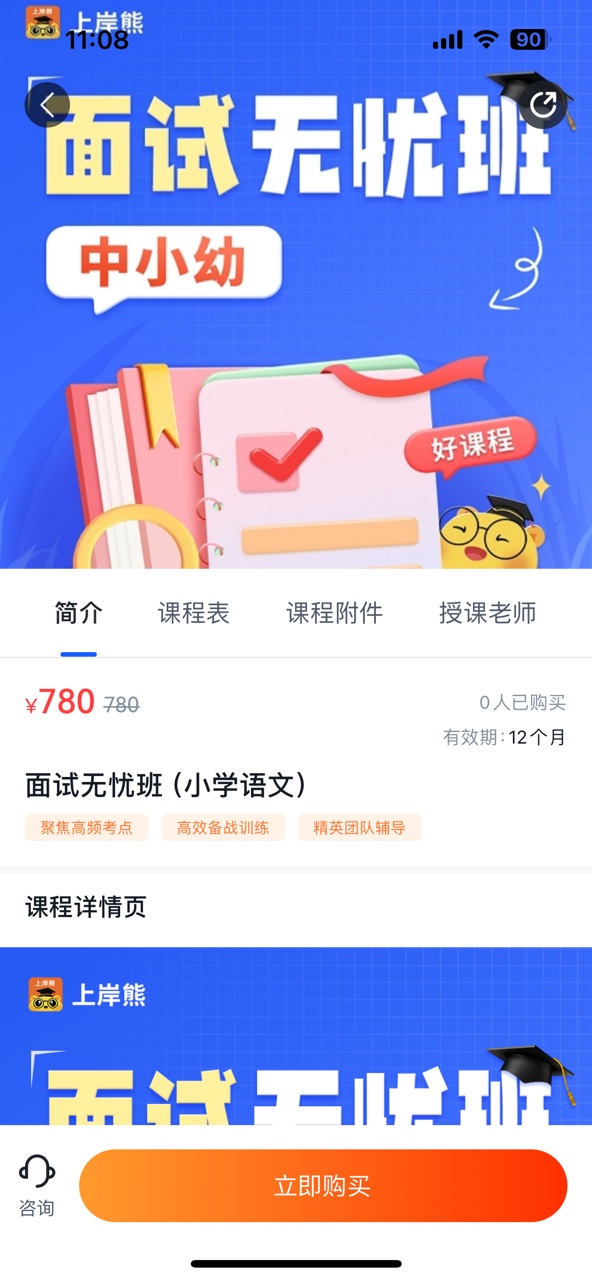 上岸熊
11:08
90
面试无忧班
中小幼
好课程
简介 课程表 课程附件 授课老师
¥780 780
0人已购买
有效期:12个月
面试无忧班（小学语文）
聚焦高频考点 高效备战训练 精英团队辅导
课程详情页
上岸熊
上岸熊
面试无忧班
咨询
立即购买